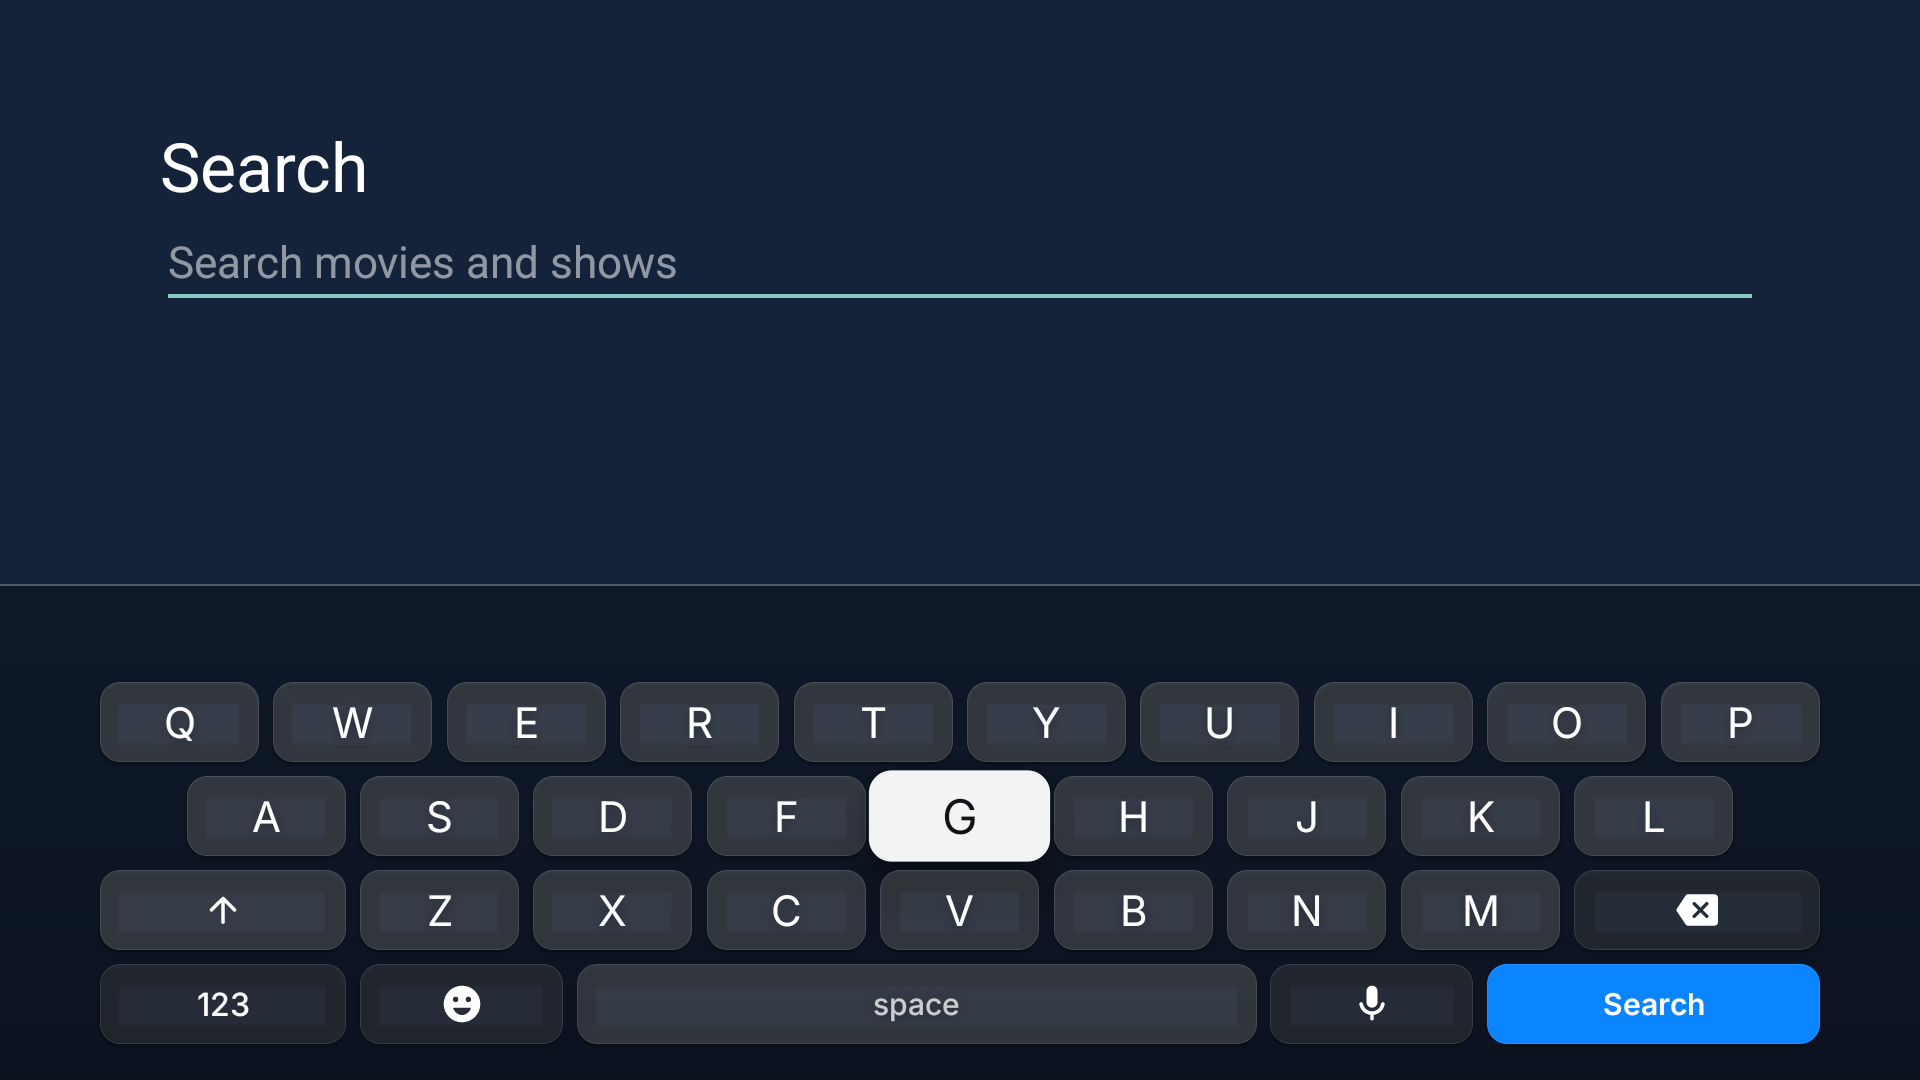 Search
Search movies and shows
Q W E R T Y U I O P
A S D F G H J K L
Z X C V B N M
123 space Search